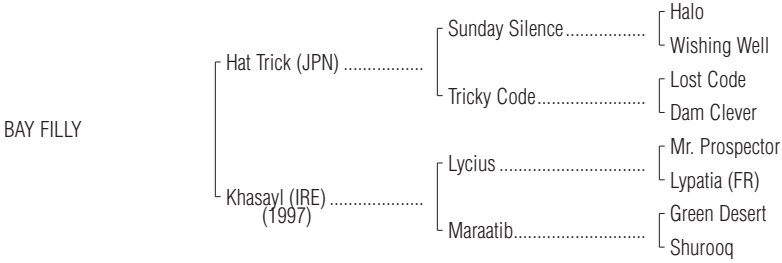 Halo
Sunday Silence.................
Wishing Well
Hat Trick (JPN) .................
Lost Code
Tricky Code.......................
Dam Clever
BAY FILLY
Mr. Prospector
Lycius ...............................
Lypatia (FR)
Khasayl (IRE) ....................
(1997)
Green Desert
Maraatib............................
Shurooq